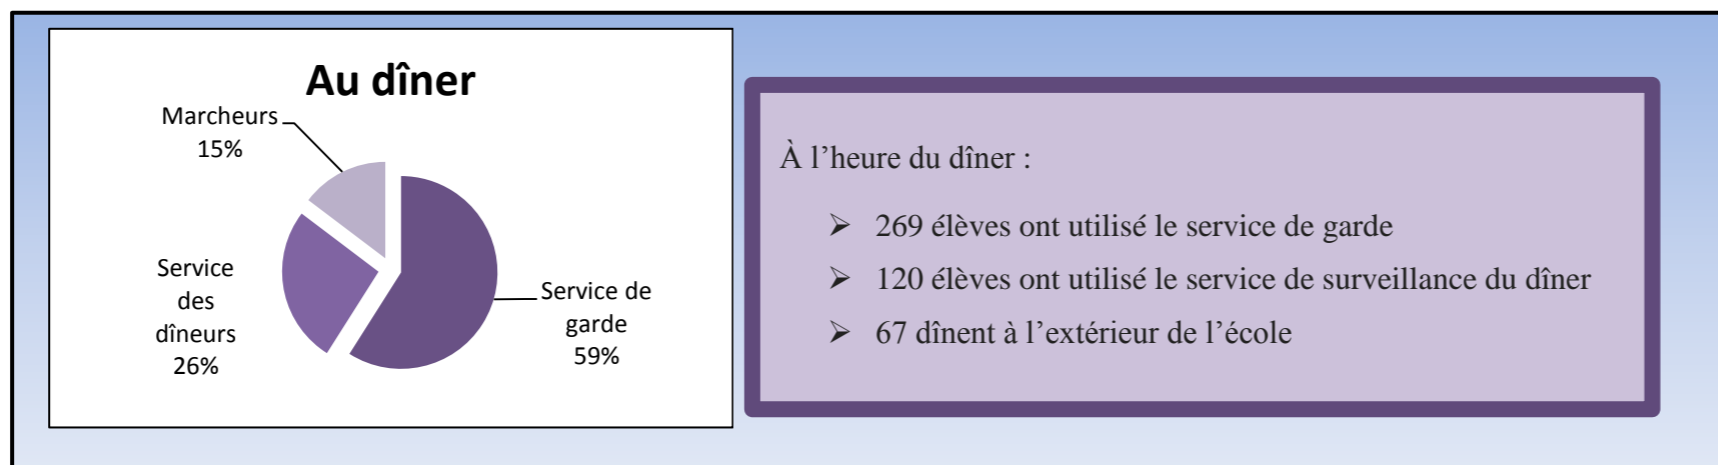 Au dîner
Marcheurs
15%
Service
des
dîneurs
26%
Service de
garde
59%
À l’heure du dîner :
➢ 269 élèves ont utilisé le service de garde
➢ 120 élèves ont utilisé le service de surveillance du dîner
➢ 67 dînent à l’extérieur de l’école